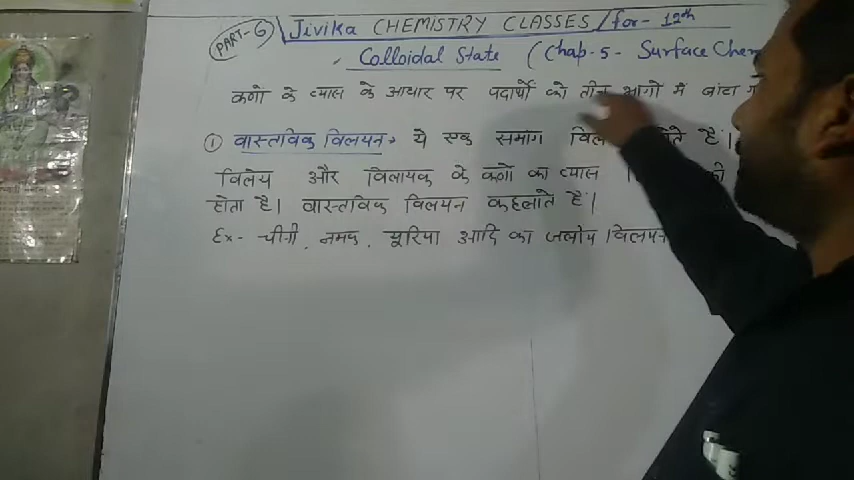 PART-6 Jivika CHEMISTRY CLASSES / for- 12th
Colloidal State (Chap-5- Surface Chem
कणो के व्यास के आधार पर पदार्थो को तीन भागो में बांटा
① वास्तविक विलयन→ ये एक समांग होते है।
विलेय और विलायक के कणो का व्यास
होता है। वास्तविक विलयन कहलाते है।
Ex- चीनी, नमक, यूरिया आदि का जलीय विलयन